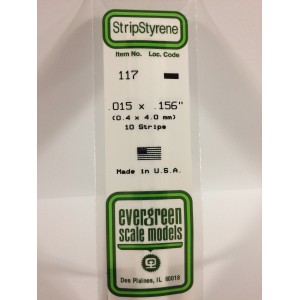 StripStyrene
Item No. Loc. Code
117
.015 x .156"
(0.4 x 4.0 mm)
10 Strips
Made in U.S.A.
evergreen
scale models
Des Plaines, IL 60018